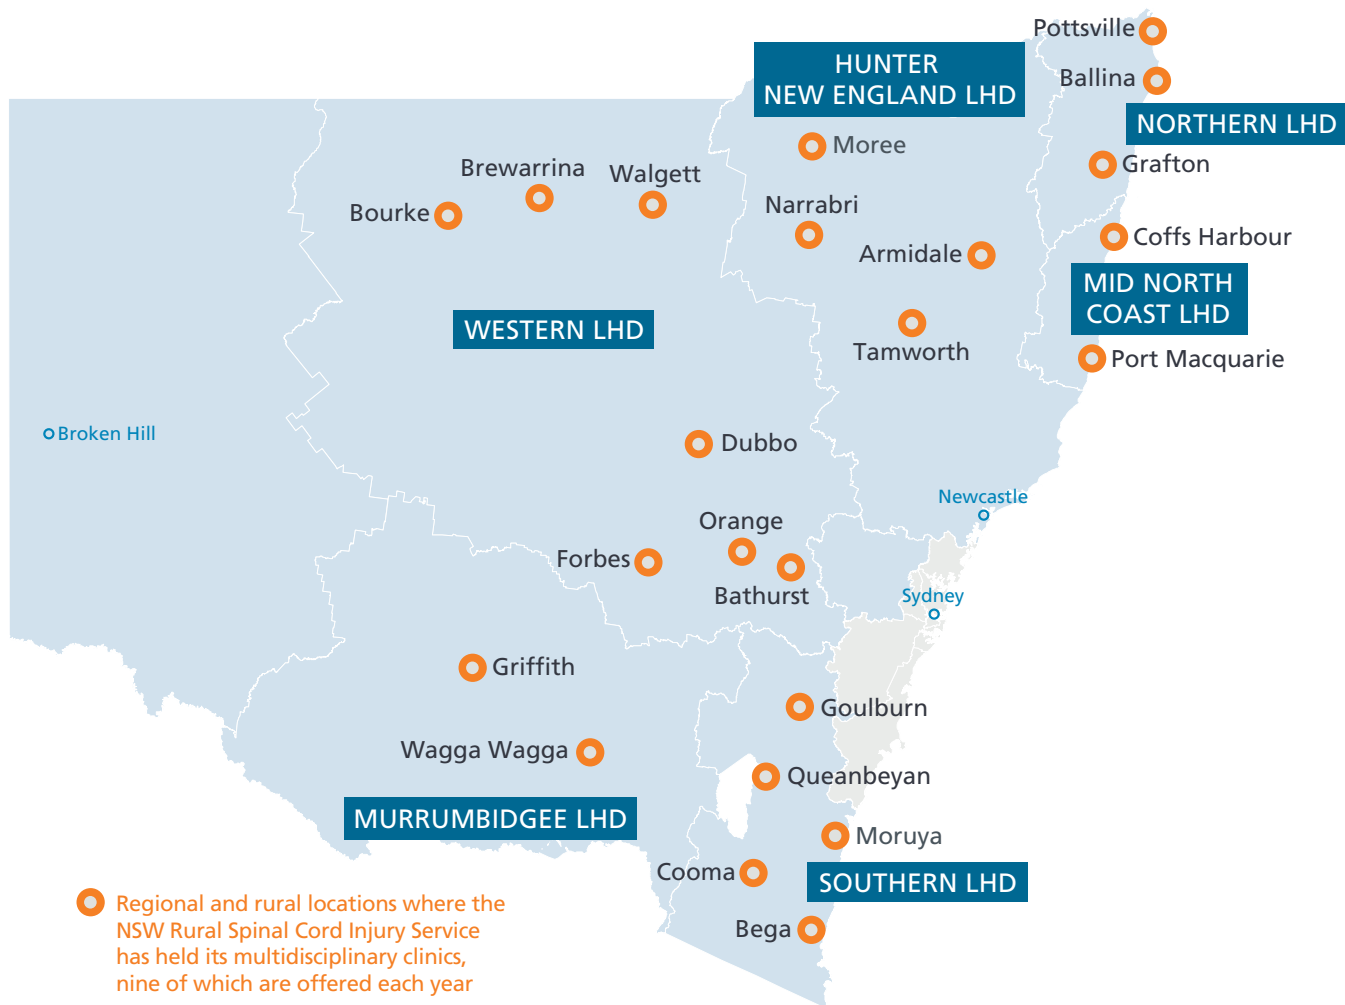 Pottsville
HUNTER
NEW ENGLAND LHD
Ballina
NORTHERN LHD
Moree
Brewarrina
Walgett
Grafton
Bourke
Narrabri
Armidale
Coffs Harbour
MID NORTH
COAST LHD
WESTERN LHD
Tamworth
Port Macquarie
Broken Hill
Dubbo
Newcastle
Orange
Forbes
Bathurst
Sydney
Griffith
Goulburn
Wagga Wagga
Queanbeyan
MURRUMBIDGEE LHD
Moruya
Cooma
SOUTHERN LHD
Bega
Regional and rural locations where the
NSW Rural Spinal Cord Injury Service
has held its multidisciplinary clinics,
nine of which are offered each year